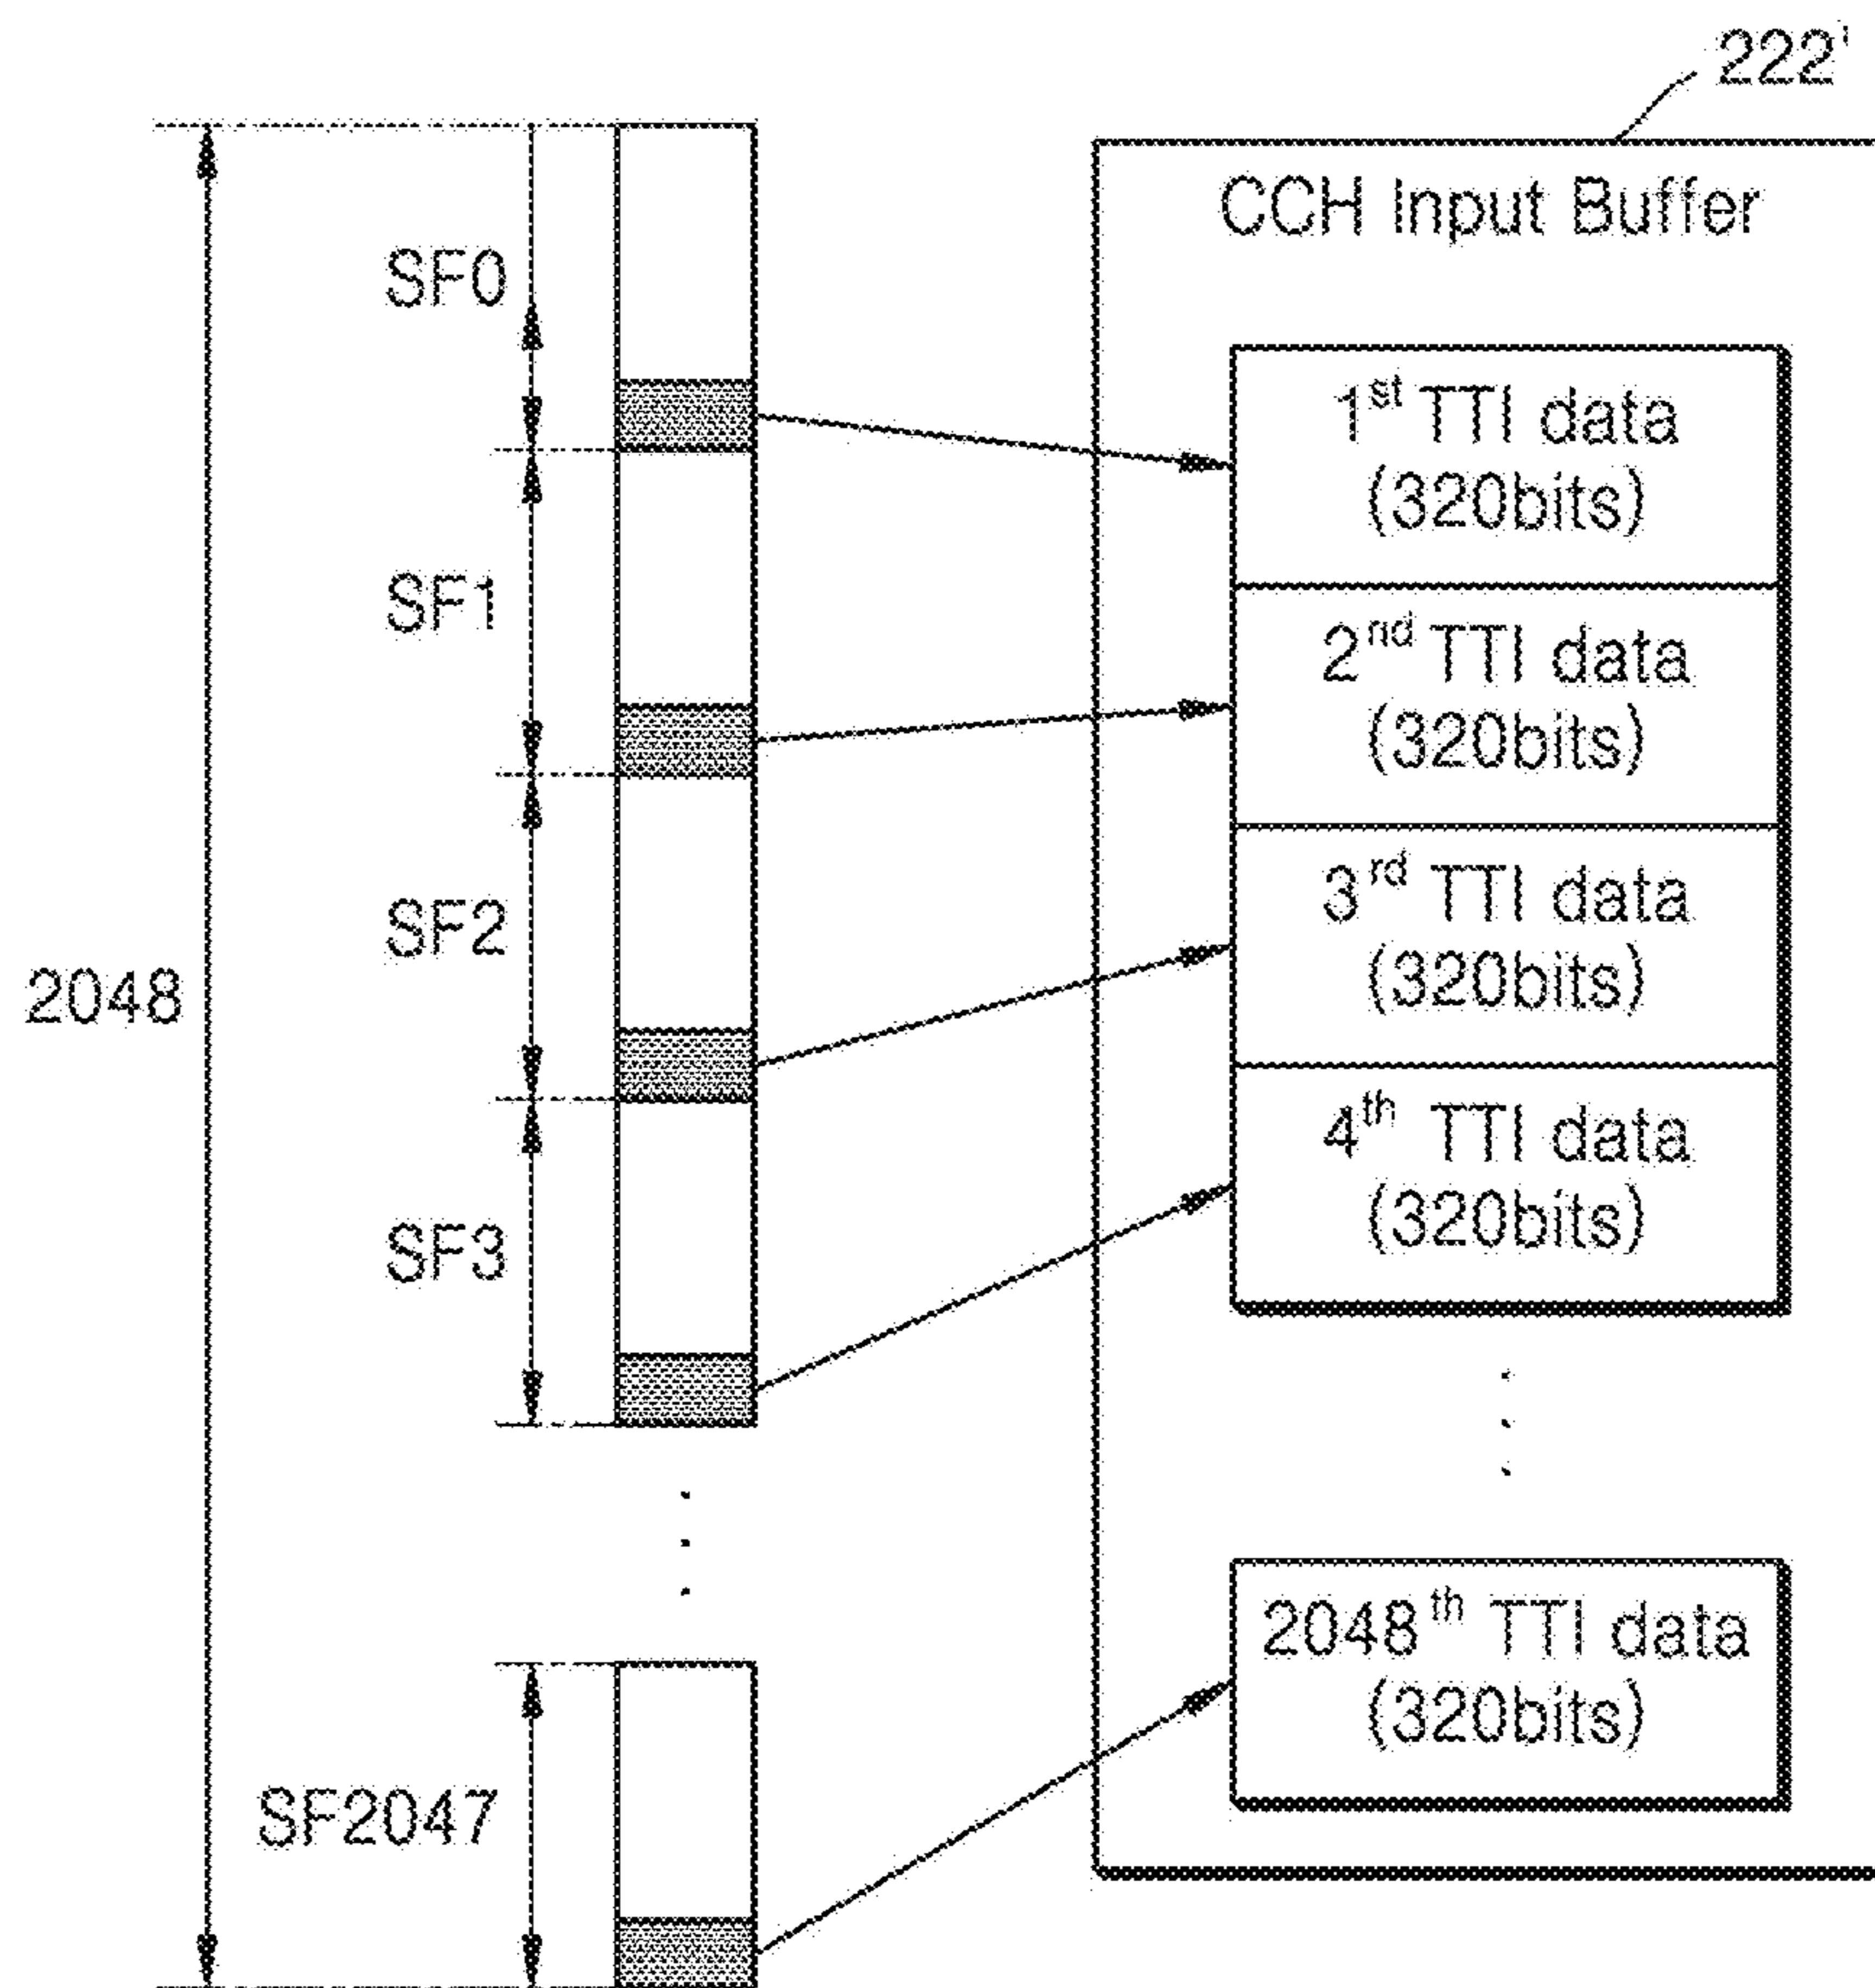 222'
CCH Input Buffer
SF0
1st TTI data
(320bits)
SF1
2nd TTI data
(320bits)
SF2
3rd TTI data
(320bits)
2048
SF3
4th TTI data
(320bits)
2048th TTI data
(320bits)
SF2047